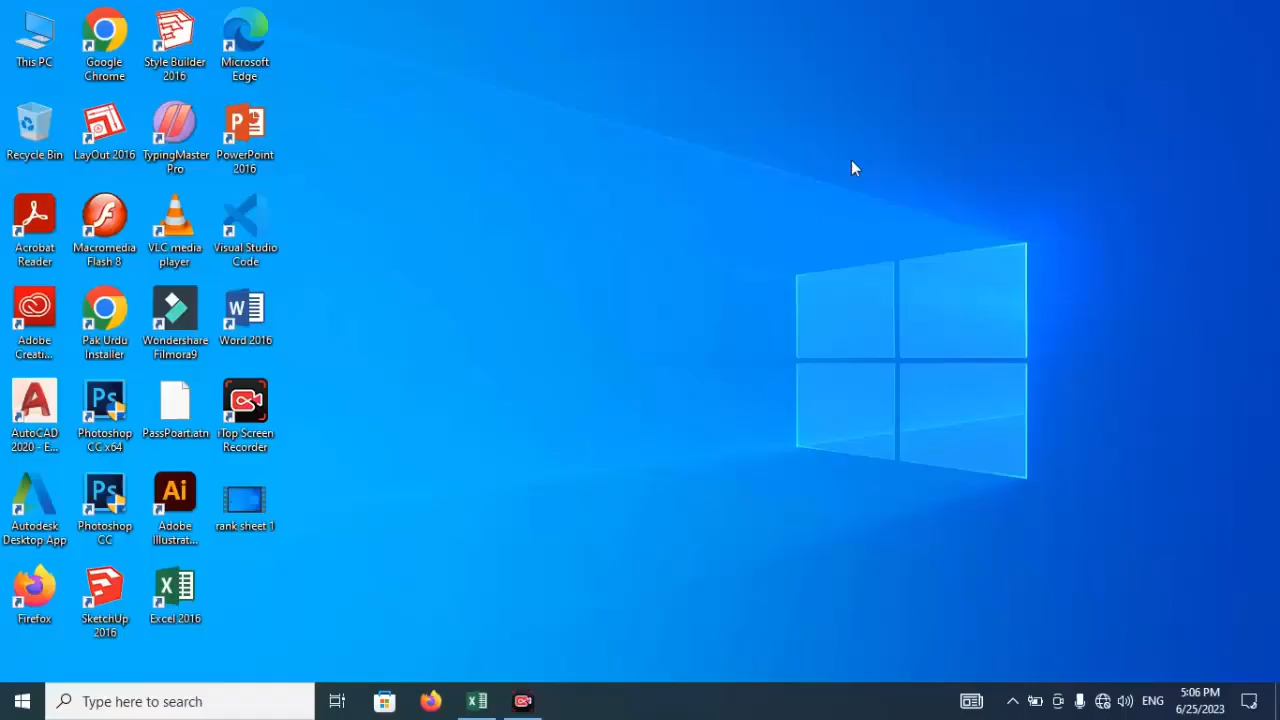 This PC
Google
Chrome
Style Builder
2016
Microsoft
Edge
Recycle Bin
LayOut 2016
TypingMaster
Pro
PowerPoint
2016
Acrobat
Reader
Macromedia
Flash 8
VLC media
player
Visual Studio
Code
Adobe
Creati...
Pak Urdu
Installer
Wondershare
Filmora9
Word 2016
AutoCAD
2020 - E...
Photoshop
CC x64
PassPoart.atn
iTop Screen
Recorder
Autodesk
Desktop App
Photoshop
CC
Adobe
Illustrat...
rank sheet 1
Firefox
SketchUp
2016
Excel 2016
Type here to search
ENG
5:06 PM
6/25/2023